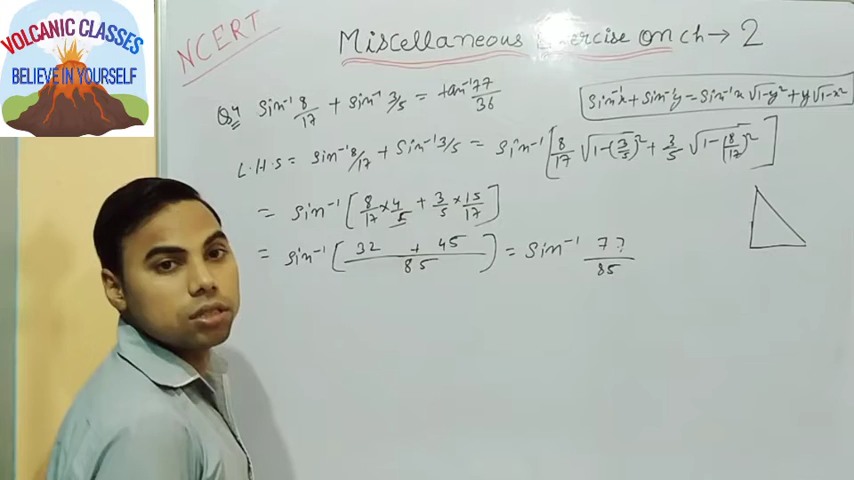 VOLCANIC CLASSES
BELIEVE IN YOURSELF
NCERT
Miscellaneous Exercise on ch → 2
Q4 Sin⁻¹ 8/17 + Sin⁻¹ 3/5 = tan⁻¹ 77/36
Sin⁻¹x + Sin⁻¹y = Sin⁻¹ x √1-y² + y √1-x²
L.H.S = Sin⁻¹ 8/17 + Sin⁻¹ 3/5 = Sin⁻¹ [8/17 √1-(3/5)² + 3/5 √1-(8/17)²]
= Sin⁻¹ [8/17 × 4/5 + 3/5 × 15/17]
= Sin⁻¹ (32 + 45 / 85) = Sin⁻¹ 77/85